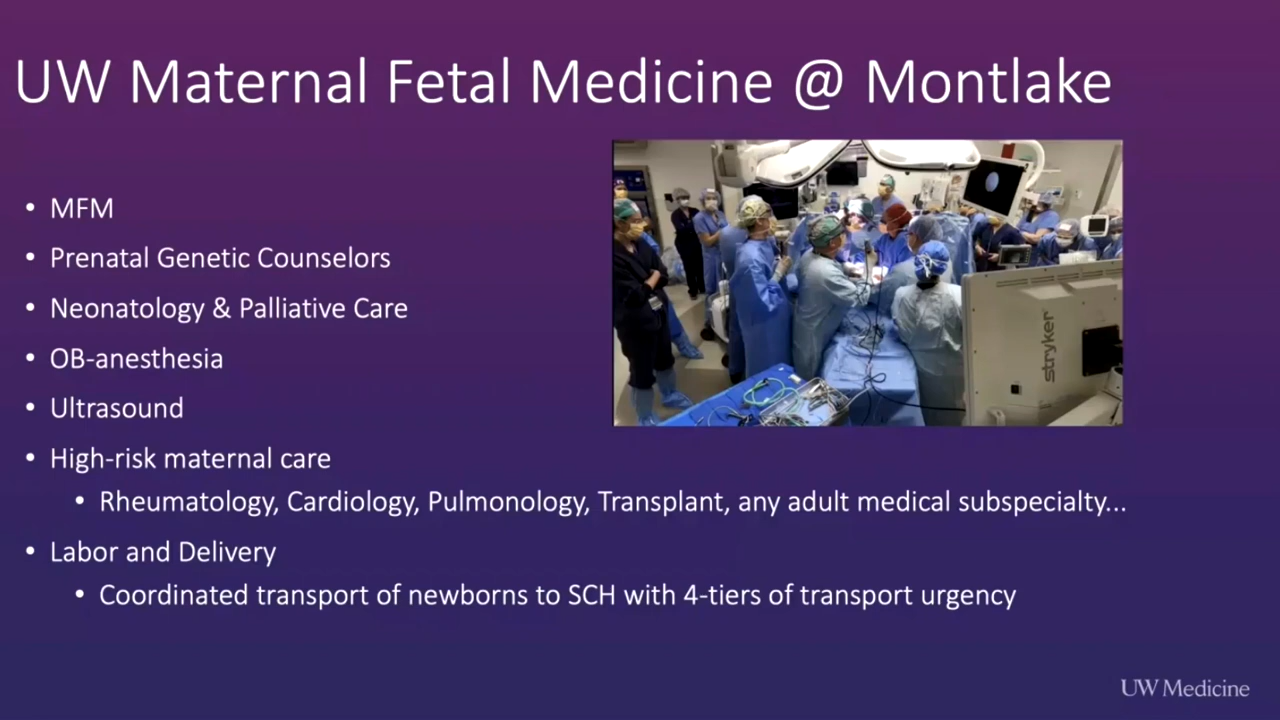 UW Maternal Fetal Medicine @ Montlake
• MFM
• Prenatal Genetic Counselors
• Neonatology & Palliative Care
• OB-anesthesia
• Ultrasound
• High-risk maternal care
• Rheumatology, Cardiology, Pulmonology, Transplant, any adult medical subspecialty...
• Labor and Delivery
• Coordinated transport of newborns to SCH with 4-tiers of transport urgency
stryker
UW Medicine